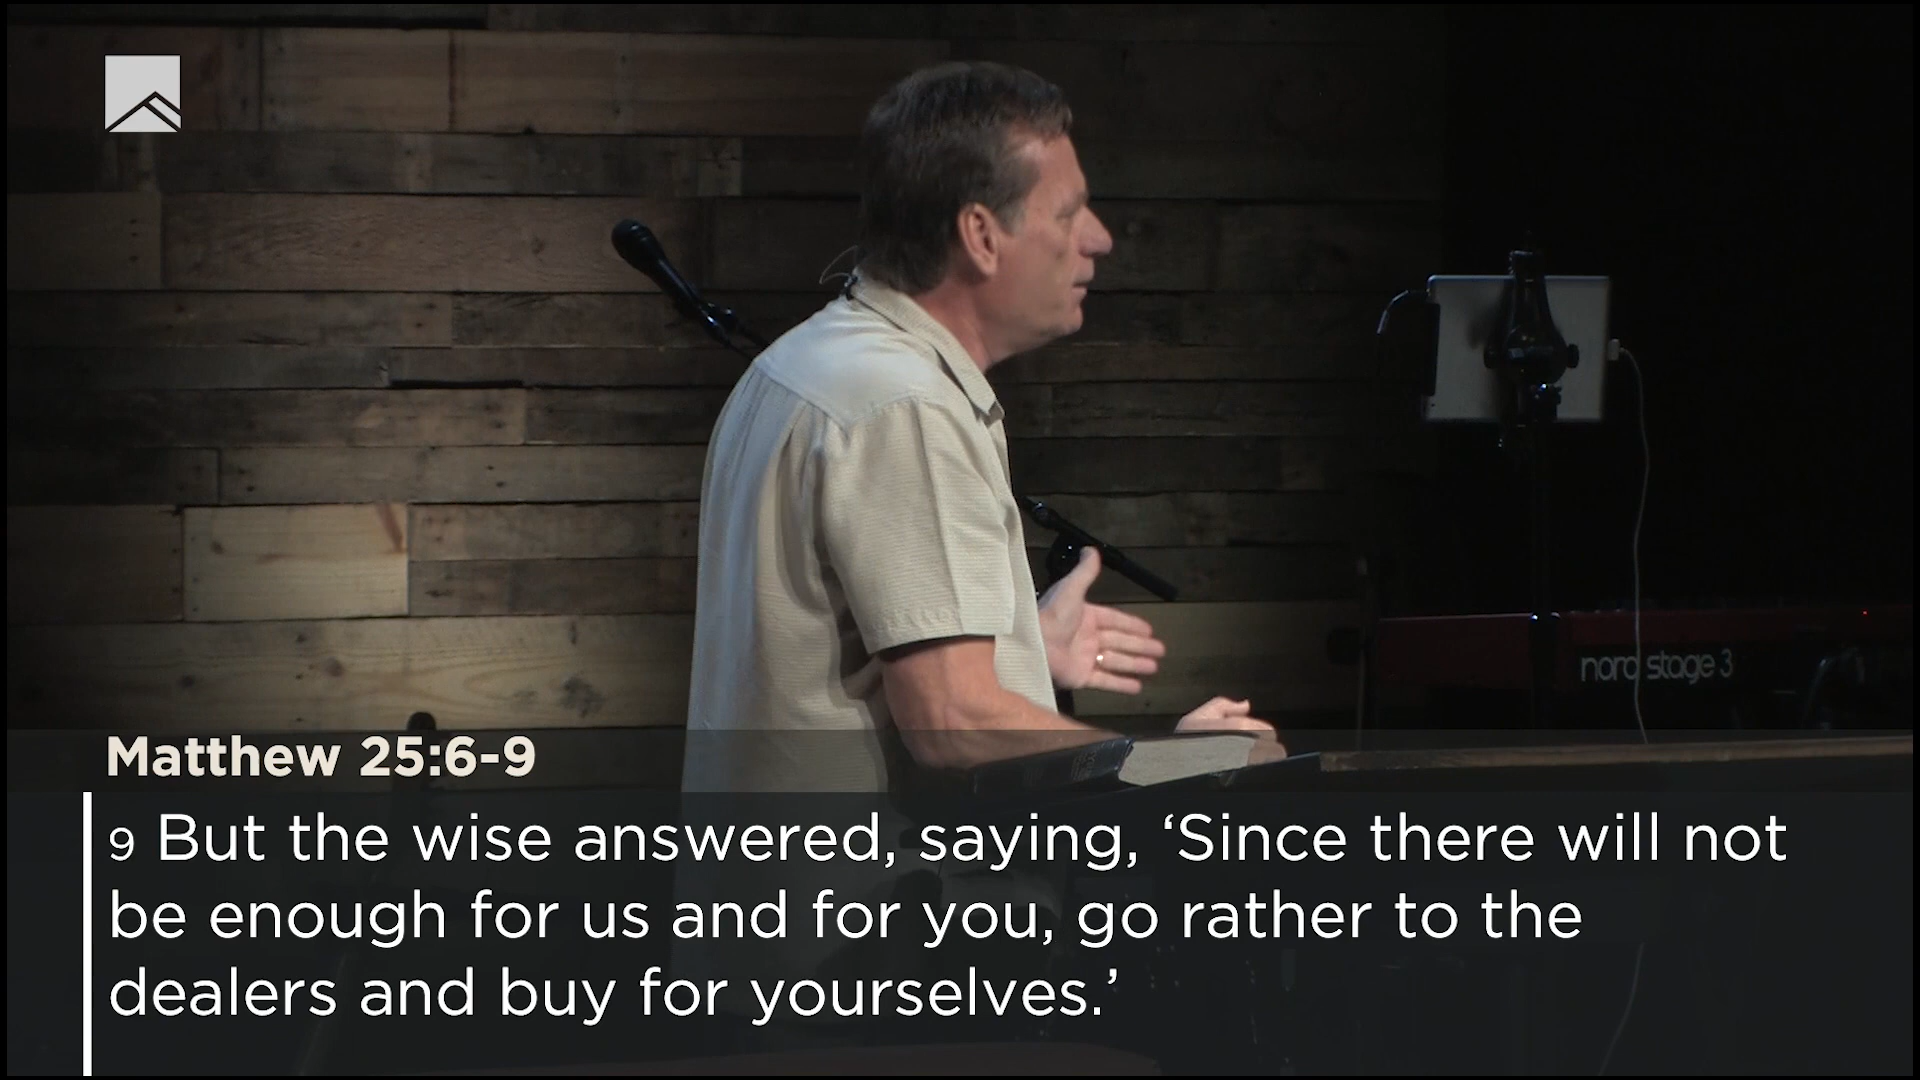 nord stage 3
Matthew 25:6-9
9 But the wise answered, saying, ‘Since there will not
be enough for us and for you, go rather to the
dealers and buy for yourselves.’